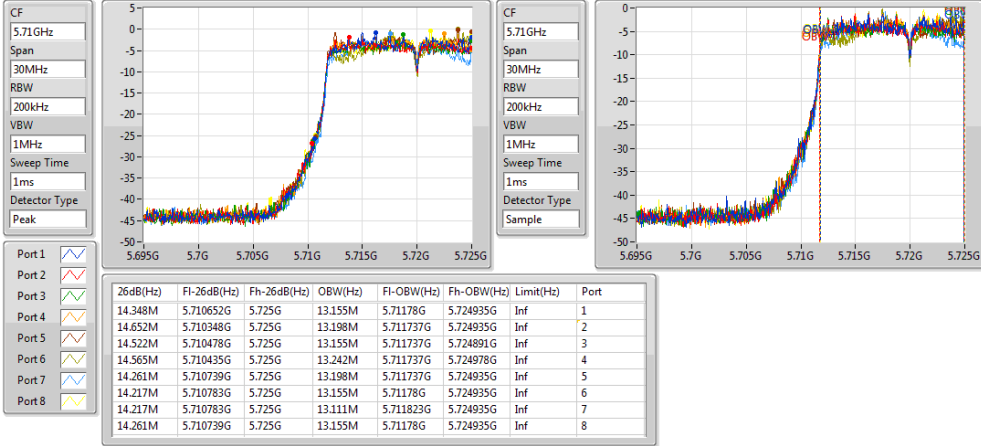 CF
5.71GHz
Span
30MHz
RBW
200kHz
VBW
1MHz
Sweep Time
1ms
Detector Type
Peak
5
0
-5
-10
-15
-20
-25
-30
-35
-40
-45
-50
5.695G 5.7G 5.705G 5.71G 5.715G 5.72G 5.725G
CF
5.71GHz
Span
30MHz
RBW
200kHz
VBW
1MHz
Sweep Time
1ms
Detector Type
Sample
0
-5
-10
-15
-20
-25
-30
-35
-40
-45
-50
5.695G 5.7G 5.705G 5.71G 5.715G 5.72G 5.725G
Port 1
Port 2
Port 3
Port 4
Port 5
Port 6
Port 7
Port 8
26dB(Hz) Fl-26dB(Hz) Fh-26dB(Hz) OBW(Hz) Fl-OBW(Hz) Fh-OBW(Hz) Limit(Hz) Port
14.348M 5.710652G 5.725G 13.155M 5.71178G 5.724935G Inf 1
14.652M 5.710348G 5.725G 13.198M 5.711737G 5.724935G Inf 2
14.522M 5.710478G 5.725G 13.155M 5.711737G 5.724891G Inf 3
14.565M 5.710435G 5.725G 13.242M 5.711737G 5.724978G Inf 4
14.261M 5.710739G 5.725G 13.198M 5.711737G 5.724935G Inf 5
14.217M 5.710783G 5.725G 13.155M 5.71178G 5.724935G Inf 6
14.217M 5.710783G 5.725G 13.111M 5.711823G 5.724935G Inf 7
14.261M 5.710739G 5.725G 13.155M 5.71178G 5.724935G Inf 8